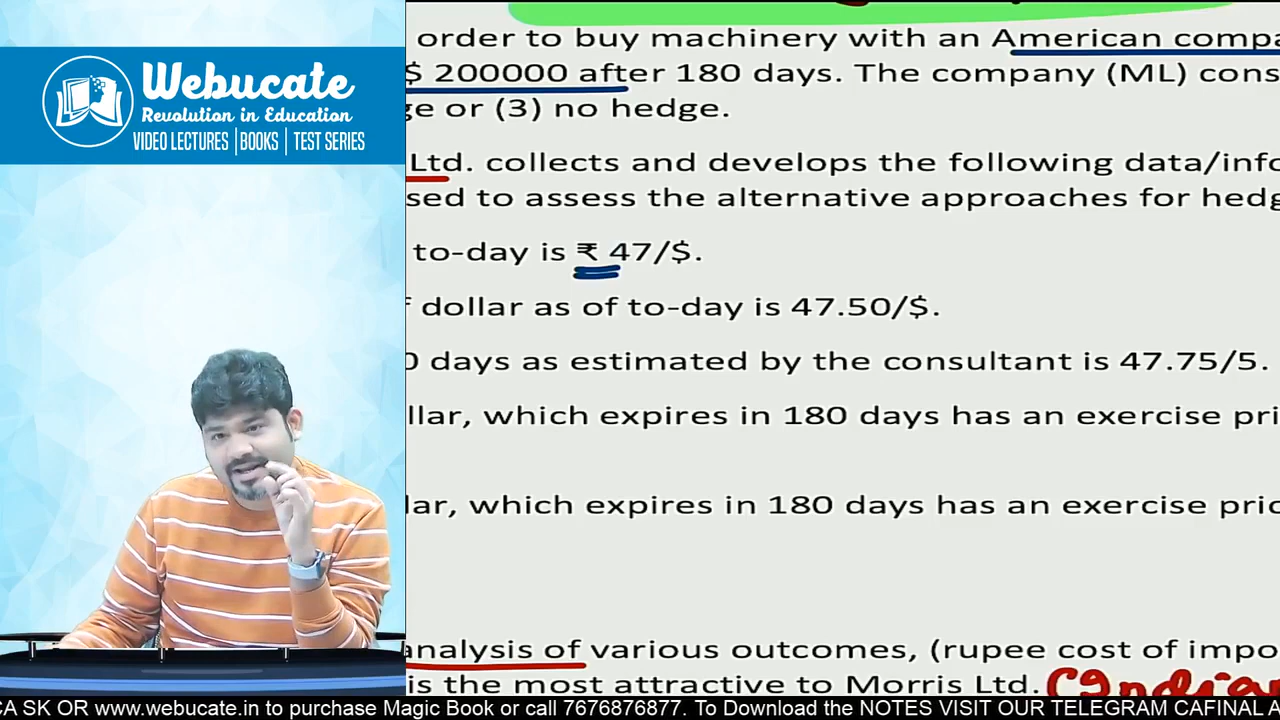 Webucate
Revolution in Education
VIDEO LECTURES | BOOKS | TEST SERIES
order to buy machinery with an American compa
$ 200000 after 180 days. The company (ML) cons
ge or (3) no hedge.
Ltd. collects and develops the following data/info
sed to assess the alternative approaches for hedg
to-day is ₹ 47/$.
f dollar as of to-day is 47.50/$.
0 days as estimated by the consultant is 47.75/5.
llar, which expires in 180 days has an exercise pri
lar, which expires in 180 days has an exercise pric
analysis of various outcomes, (rupee cost of impo
is the most attractive to Morris Ltd.
CA SK OR www.webucate.in to purchase Magic Book or call 7676876877. To Download the NOTES VISIT OUR TELEGRAM CAFINAL A